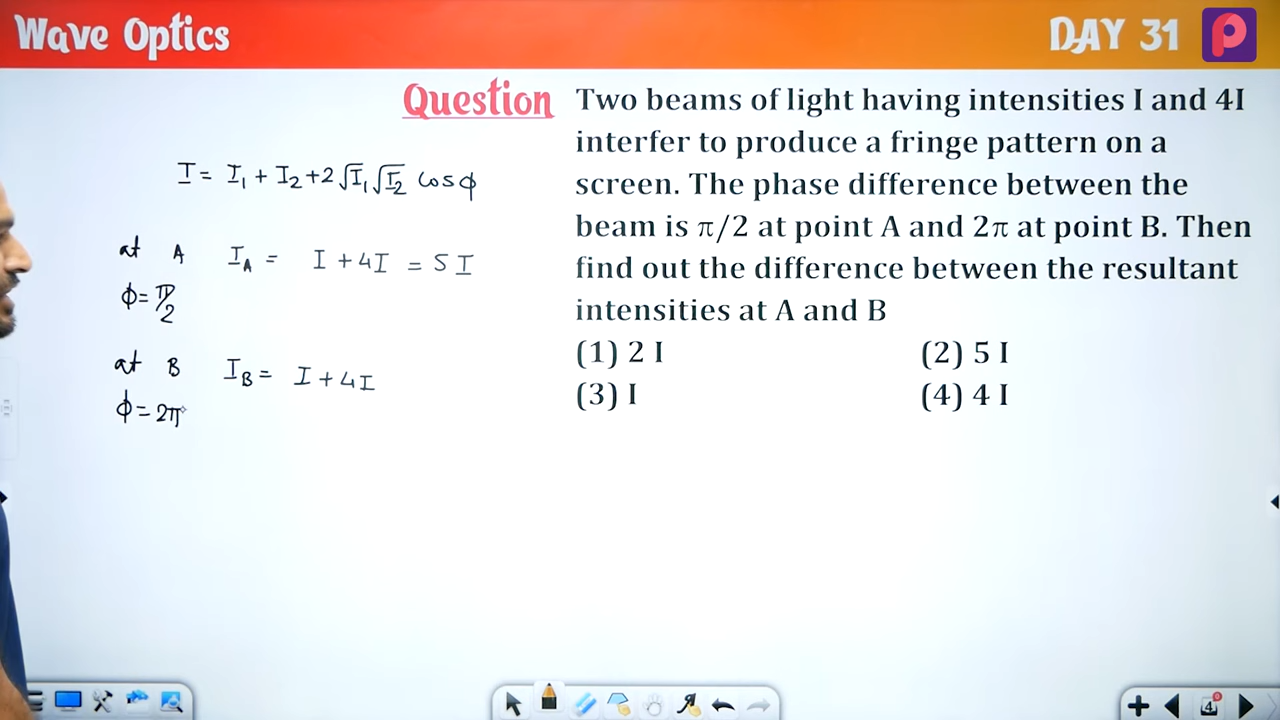 Wave Optics
DAY 31
Question
Two beams of light having intensities I and 4I
interfer to produce a fringe pattern on a
screen. The phase difference between the
beam is π/2 at point A and 2π at point B. Then
find out the difference between the resultant
intensities at A and B
(1) 2 I (2) 5 I
(3) I (4) 4 I
I = I₁ + I₂ + 2 √I₁ √I₂ cos ϕ
at A I_A = I + 4I = 5 I
ϕ = π/2
at B I_B = I + 4I
ϕ = 2π
4